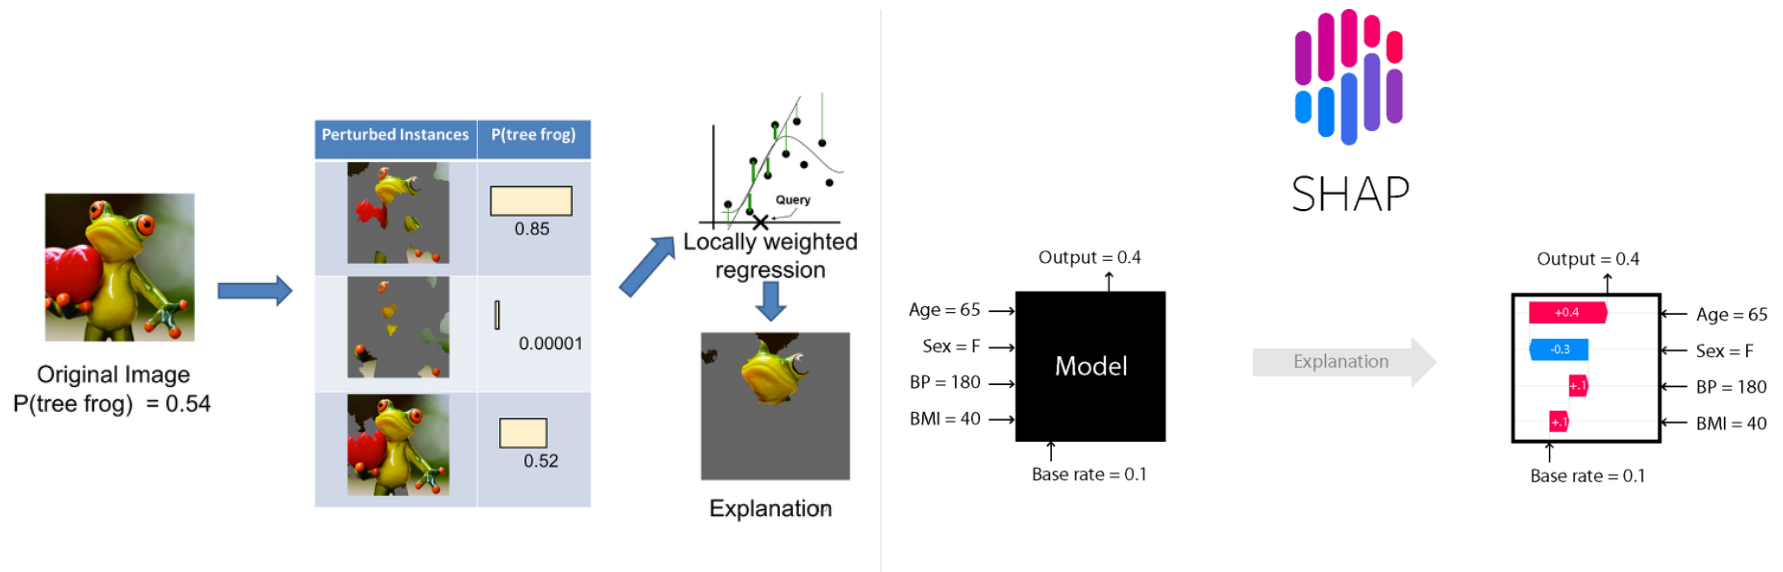 Original Image
P(tree frog) = 0.54
Perturbed Instances
P(tree frog)
0.85
0.00001
0.52
Query
Locally weighted
regression
Explanation
SHAP
Output = 0.4
Age = 65
Sex = F
BP = 180
BMI = 40
Model
Base rate = 0.1
Explanation
Output = 0.4
+0.4
Age = 65
-0.3
Sex = F
+.1
BP = 180
+.1
BMI = 40
Base rate = 0.1